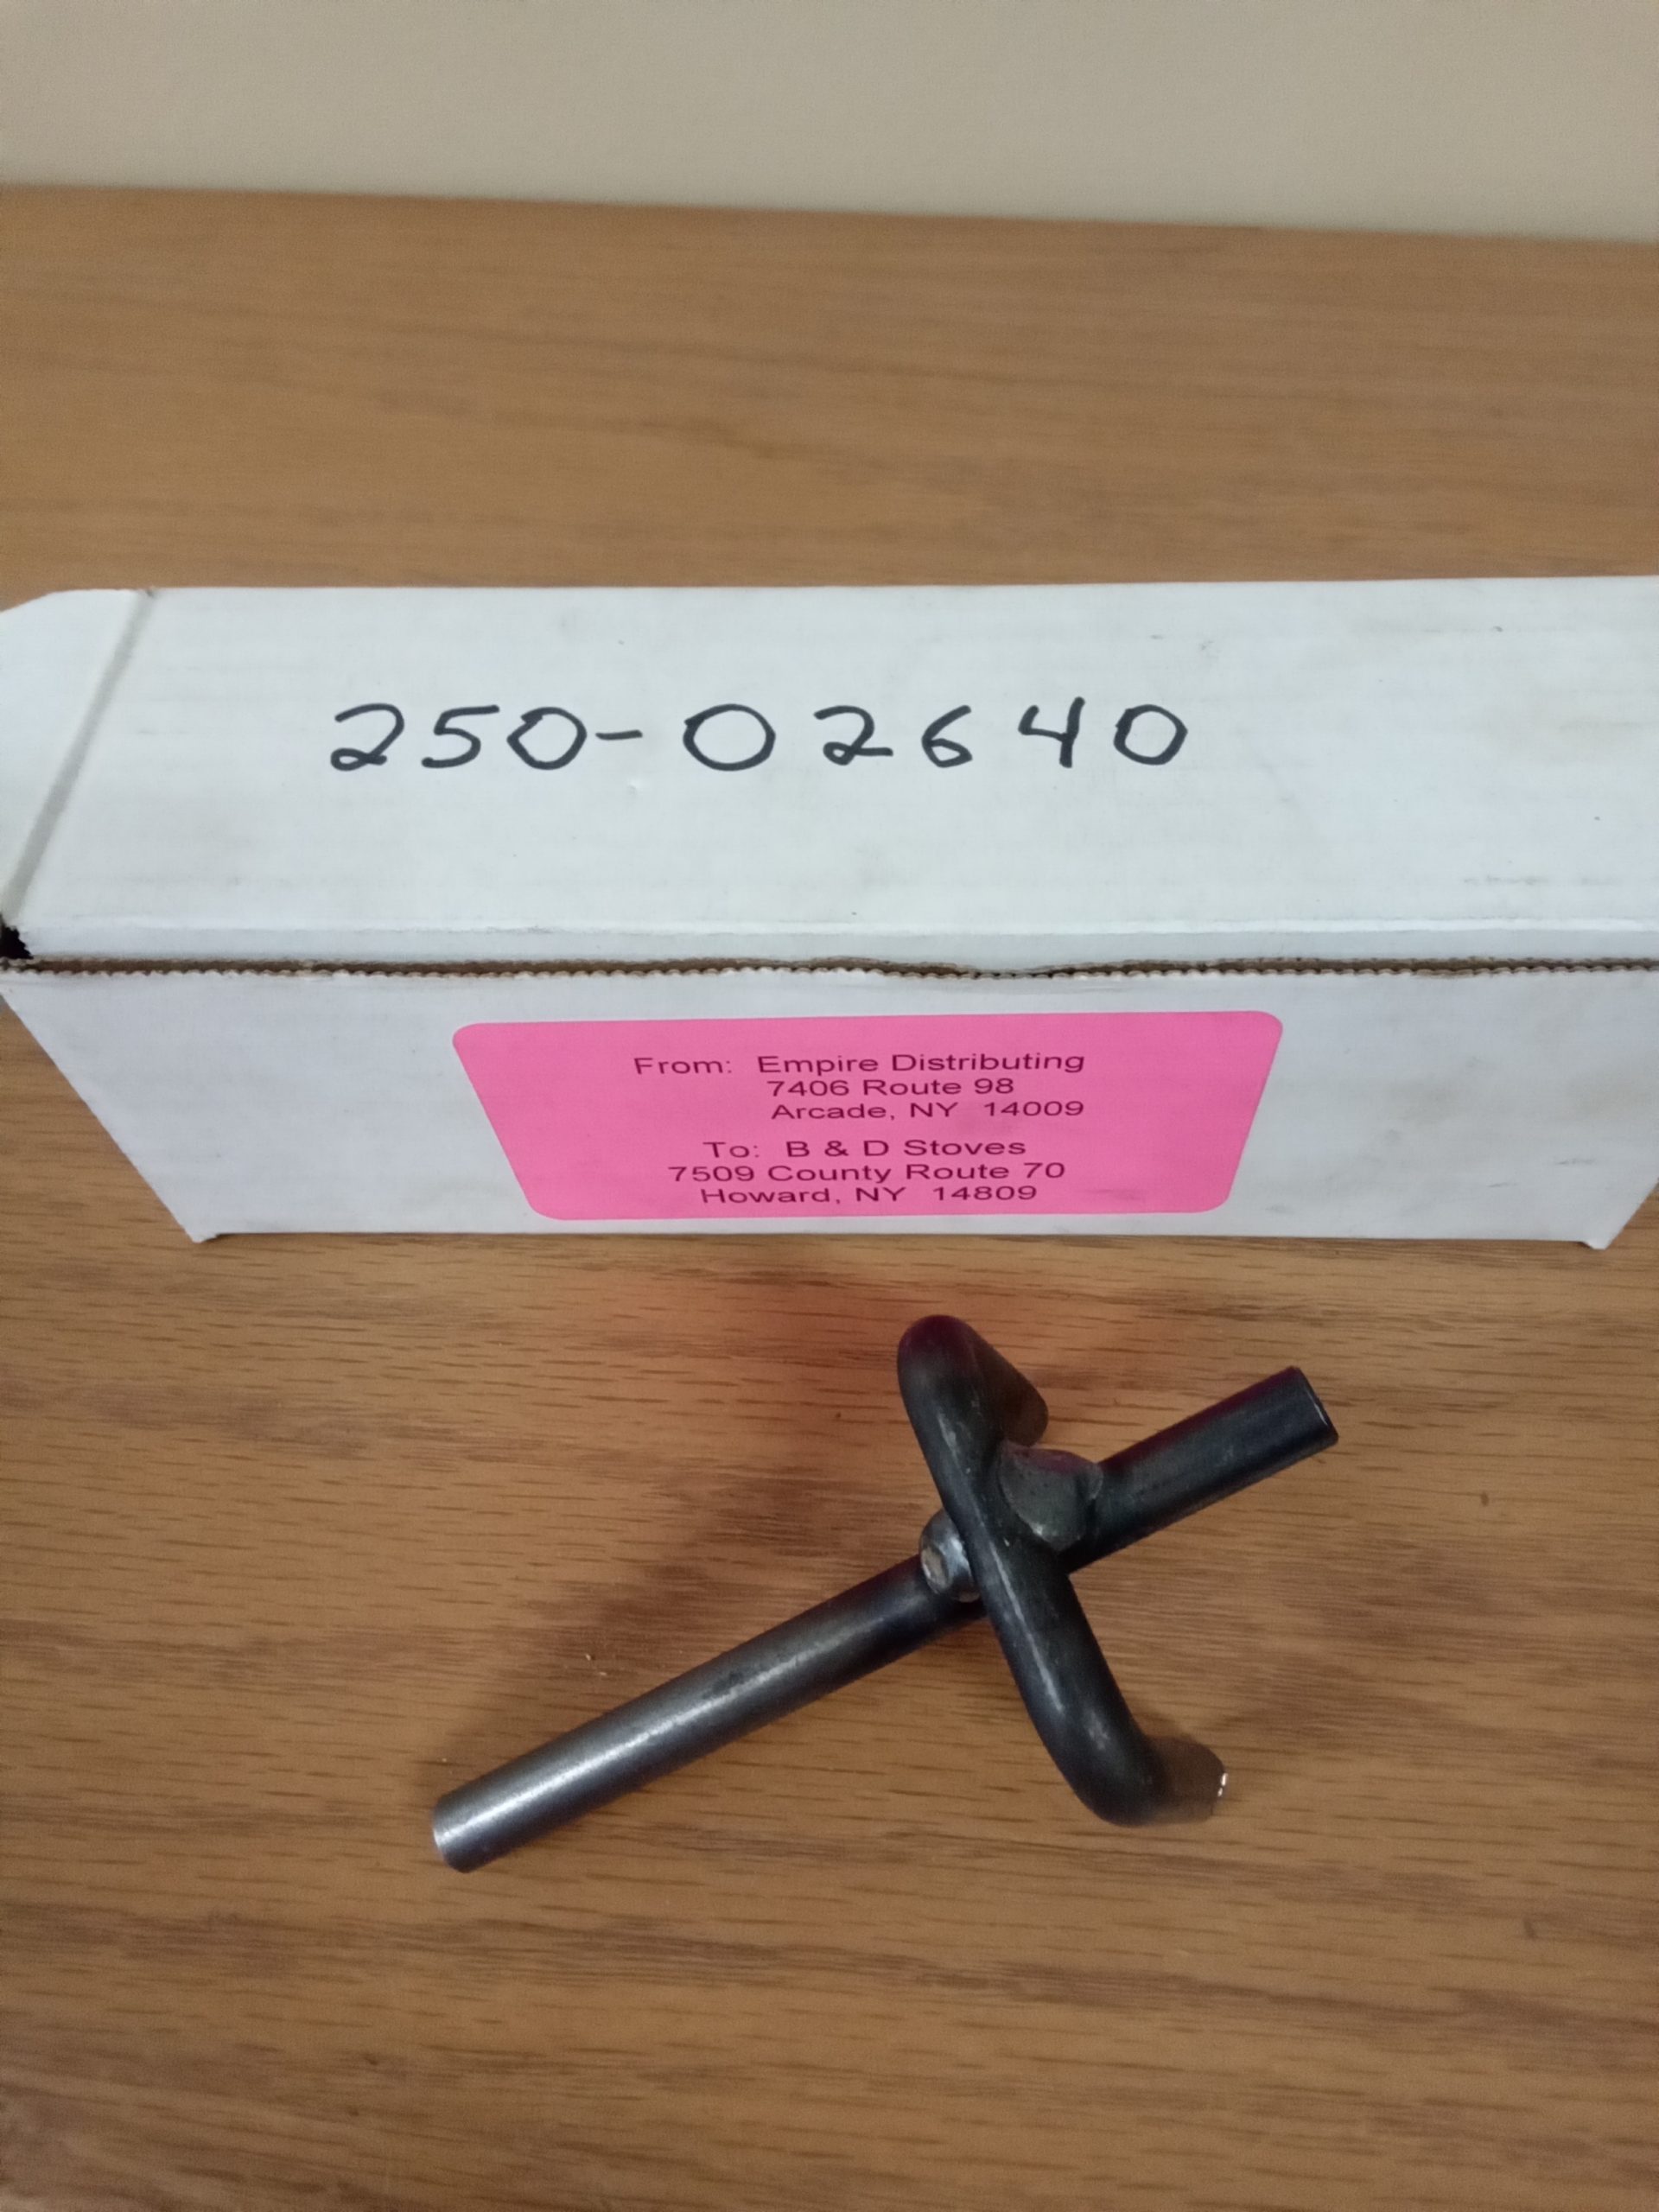 250-02640
From: Empire Distributing
7406 Route 98
Arcade, NY 14009
To: B & D Stoves
7509 County Route 70
Howard, NY 14809